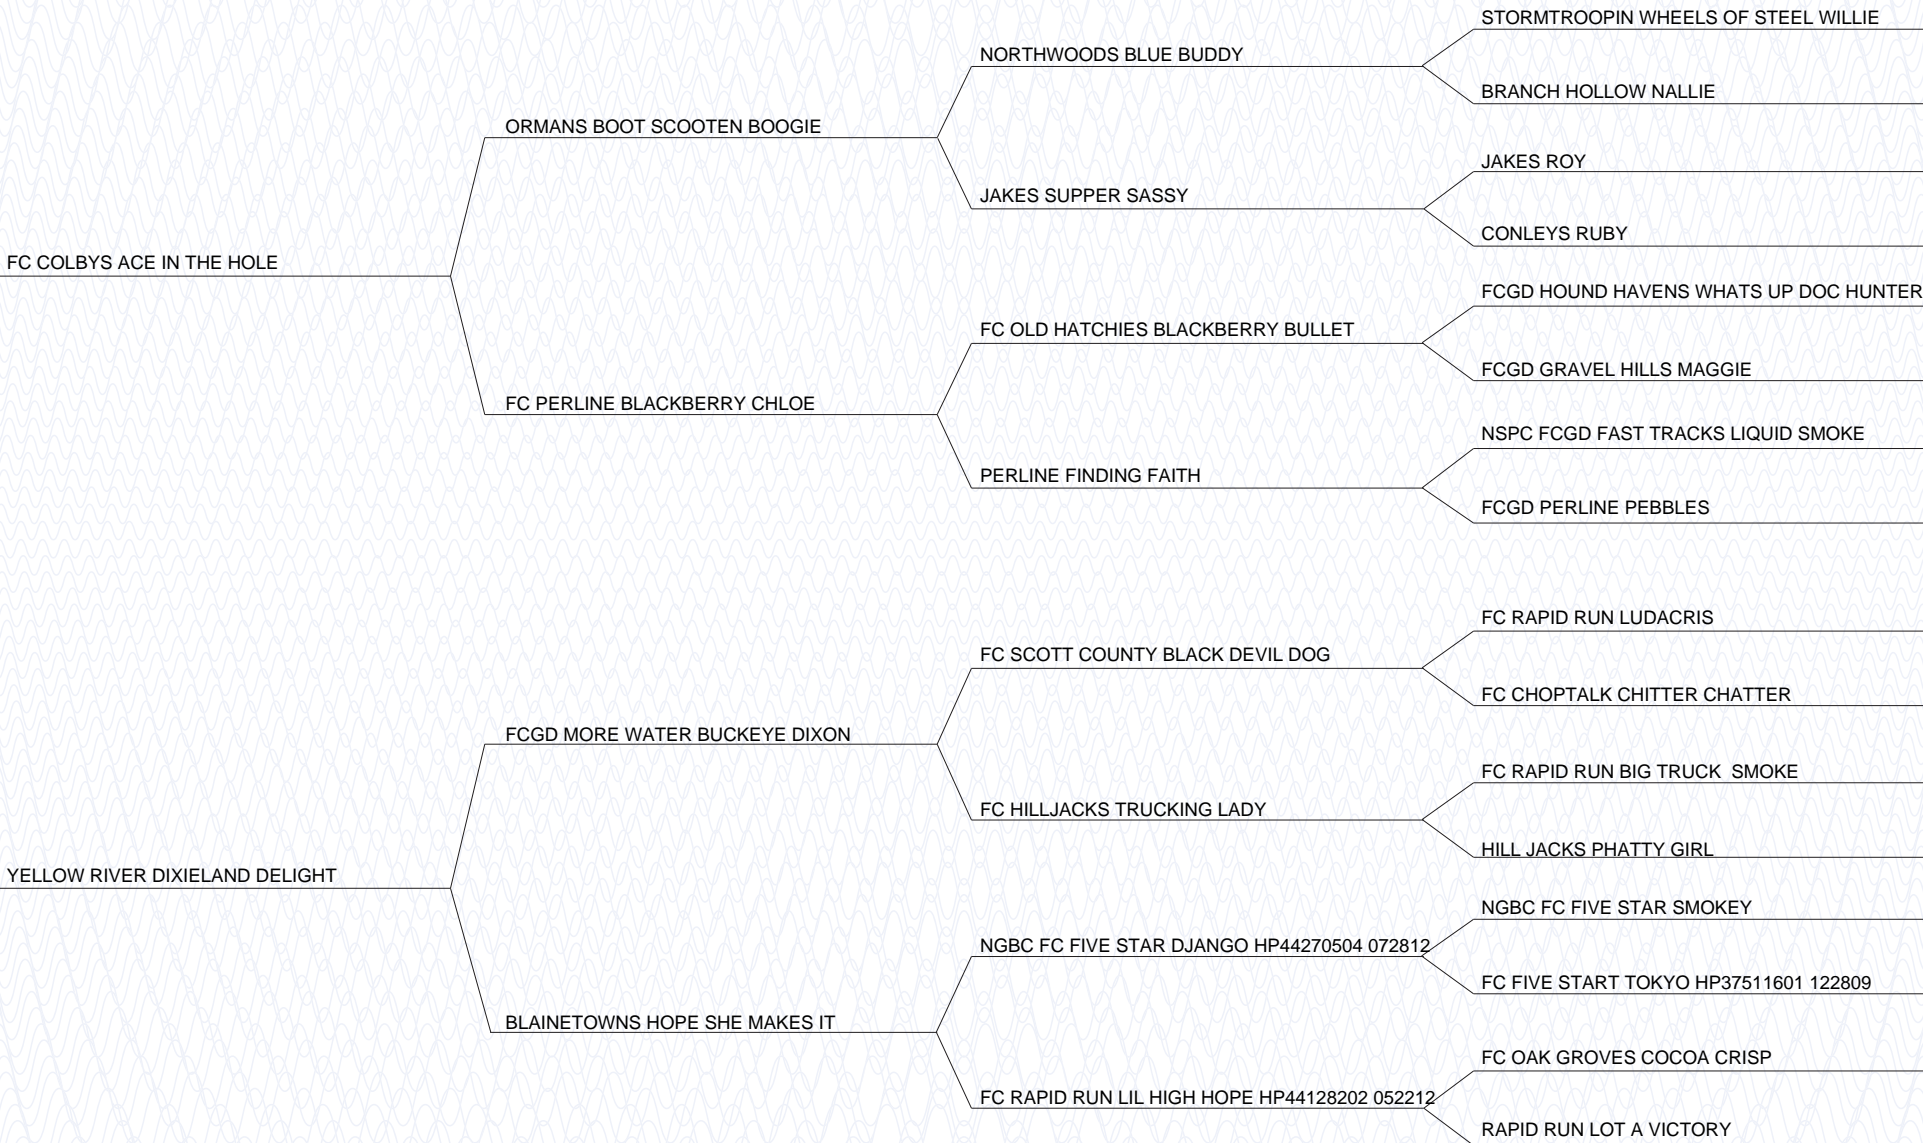 STORMTROOPIN WHEELS OF STEEL WILLIE
NORTHWOODS BLUE BUDDY
BRANCH HOLLOW NALLIE
ORMANS BOOT SCOOTEN BOOGIE
JAKES ROY
JAKES SUPPER SASSY
CONLEYS RUBY
FC COLBYS ACE IN THE HOLE
FCGD HOUND HAVENS WHATS UP DOC HUNTER
FC OLD HATCHIES BLACKBERRY BULLET
FCGD GRAVEL HILLS MAGGIE
FC PERLINE BLACKBERRY CHLOE
NSPC FCGD FAST TRACKS LIQUID SMOKE
PERLINE FINDING FAITH
FCGD PERLINE PEBBLES
FC RAPID RUN LUDACRIS
FC SCOTT COUNTY BLACK DEVIL DOG
FC CHOPTALK CHITTER CHATTER
FCGD MORE WATER BUCKEYE DIXON
FC RAPID RUN BIG TRUCK  SMOKE
FC HILLJACKS TRUCKING LADY
HILL JACKS PHATTY GIRL
YELLOW RIVER DIXIELAND DELIGHT
NGBC FC FIVE STAR SMOKEY
NGBC FC FIVE STAR DJANGO HP44270504 072812
FC FIVE START TOKYO HP37511601 122809
BLAINETOWNS HOPE SHE MAKES IT
FC OAK GROVES COCOA CRISP
FC RAPID RUN LIL HIGH HOPE HP44128202 052212
RAPID RUN LOT A VICTORY